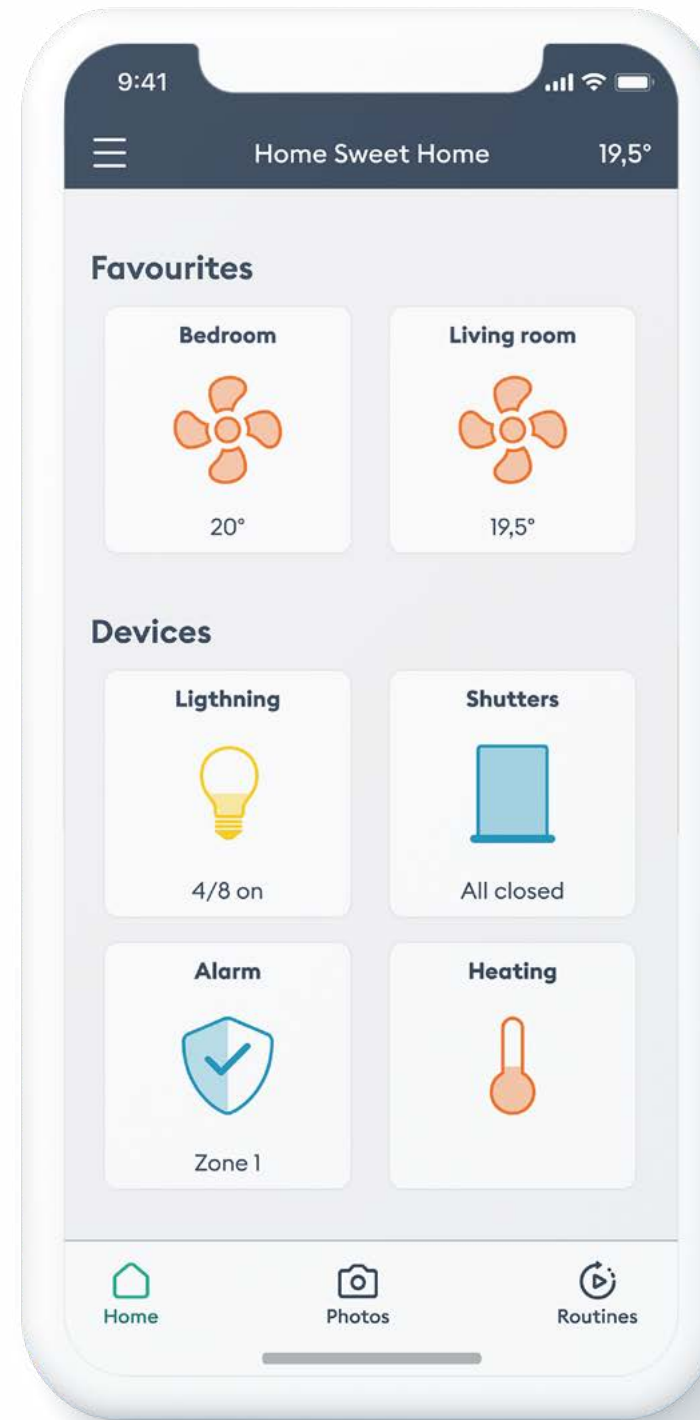 9:41
Home Sweet Home 19,5°
Favourites
Bedroom Living room
20° 19,5°
Devices
Ligthning Shutters
4/8 on All closed
Alarm Heating
Zone 1
Home Photos Routines